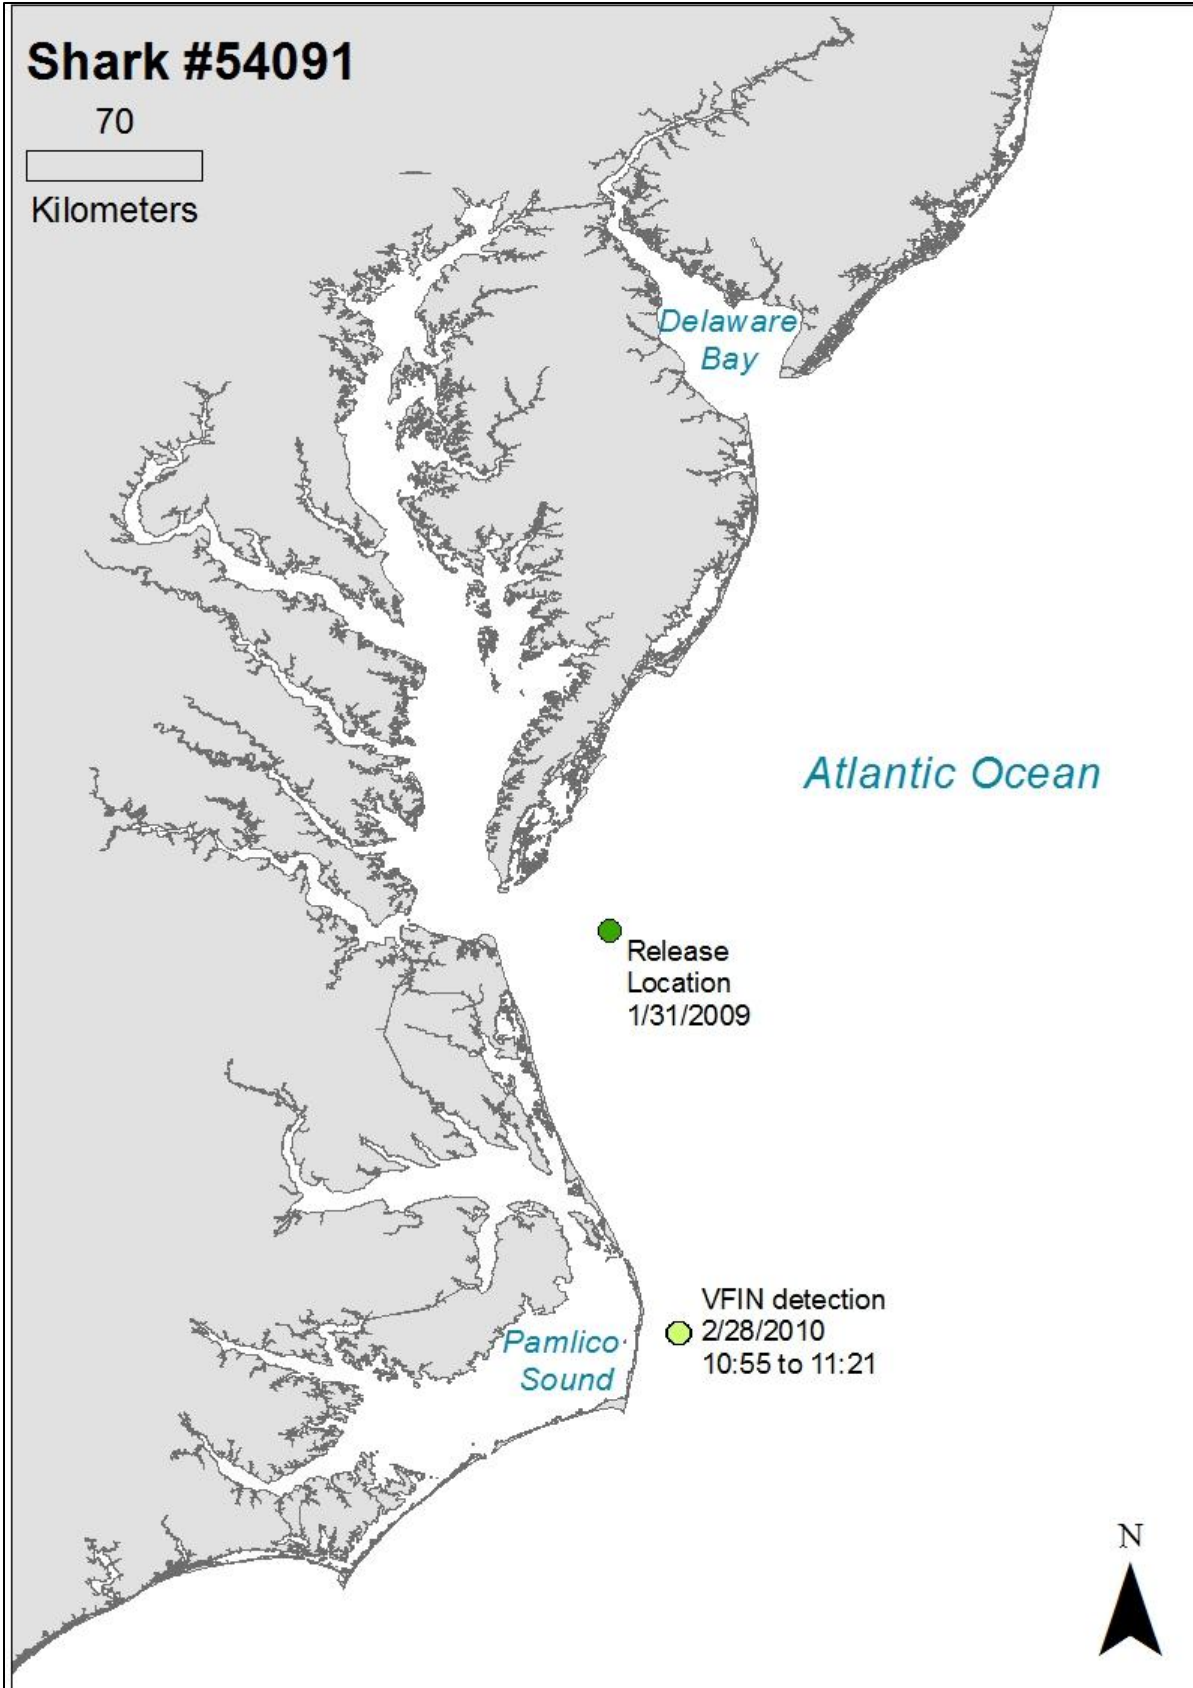 Shark #54091
70
Kilometers
Delaware
Bay
Atlantic Ocean
Release
Location
1/31/2009
VFIN detection
2/28/2010
10:55 to 11:21
Pamlico
Sound
N